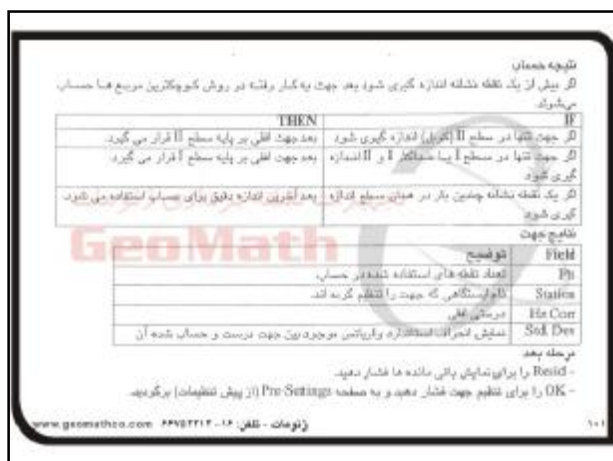 نتیجه حساب
اگر بیش از یک نقطه نشانه اندازه گیری شود بعد جهت به کار رفته در روش کوچکترین مربع ها حساب
می‌شوند
IF THEN
اگر جهت تنها در سطح II (کوپل) اندازه گیری شود بعد جهت افقی بر پایه سطح II قرار می گیرد.
اگر جهت تنها در سطح I یا حداکثر I و II اندازه بعد جهت افقی بر پایه سطح I قرار می گیرد.
گیری شود
اگر یک نقطه نشانه چندین بار در همان سطح اندازه بعد آخرین اندازه دقیق برای حساب استفاده می شود.
گیری شود
GeoMath
نتایج جهت
Field توضیح
Pts تعداد نقطه های استفاده شده در حساب
Station نام ایستگاهی که جهت را تنظیم کرده اند.
Hz Corr درستی افقی
Std Dev نمایش انحراف استاندارد واریانس موجود بین جهت درست و حساب شده آن
مرحله بعد
- Resid را برای نمایش باقی مانده ها فشار دهید.
- OK را برای تنظیم جهت فشار دهید و به صفحه Pre Settings (از پیش تنظیمات) برگردید.
www.geomathco.com ژئومات - تلفن: ۱۶-۶۶۹۵۲۲۱۳ ۱۰۱